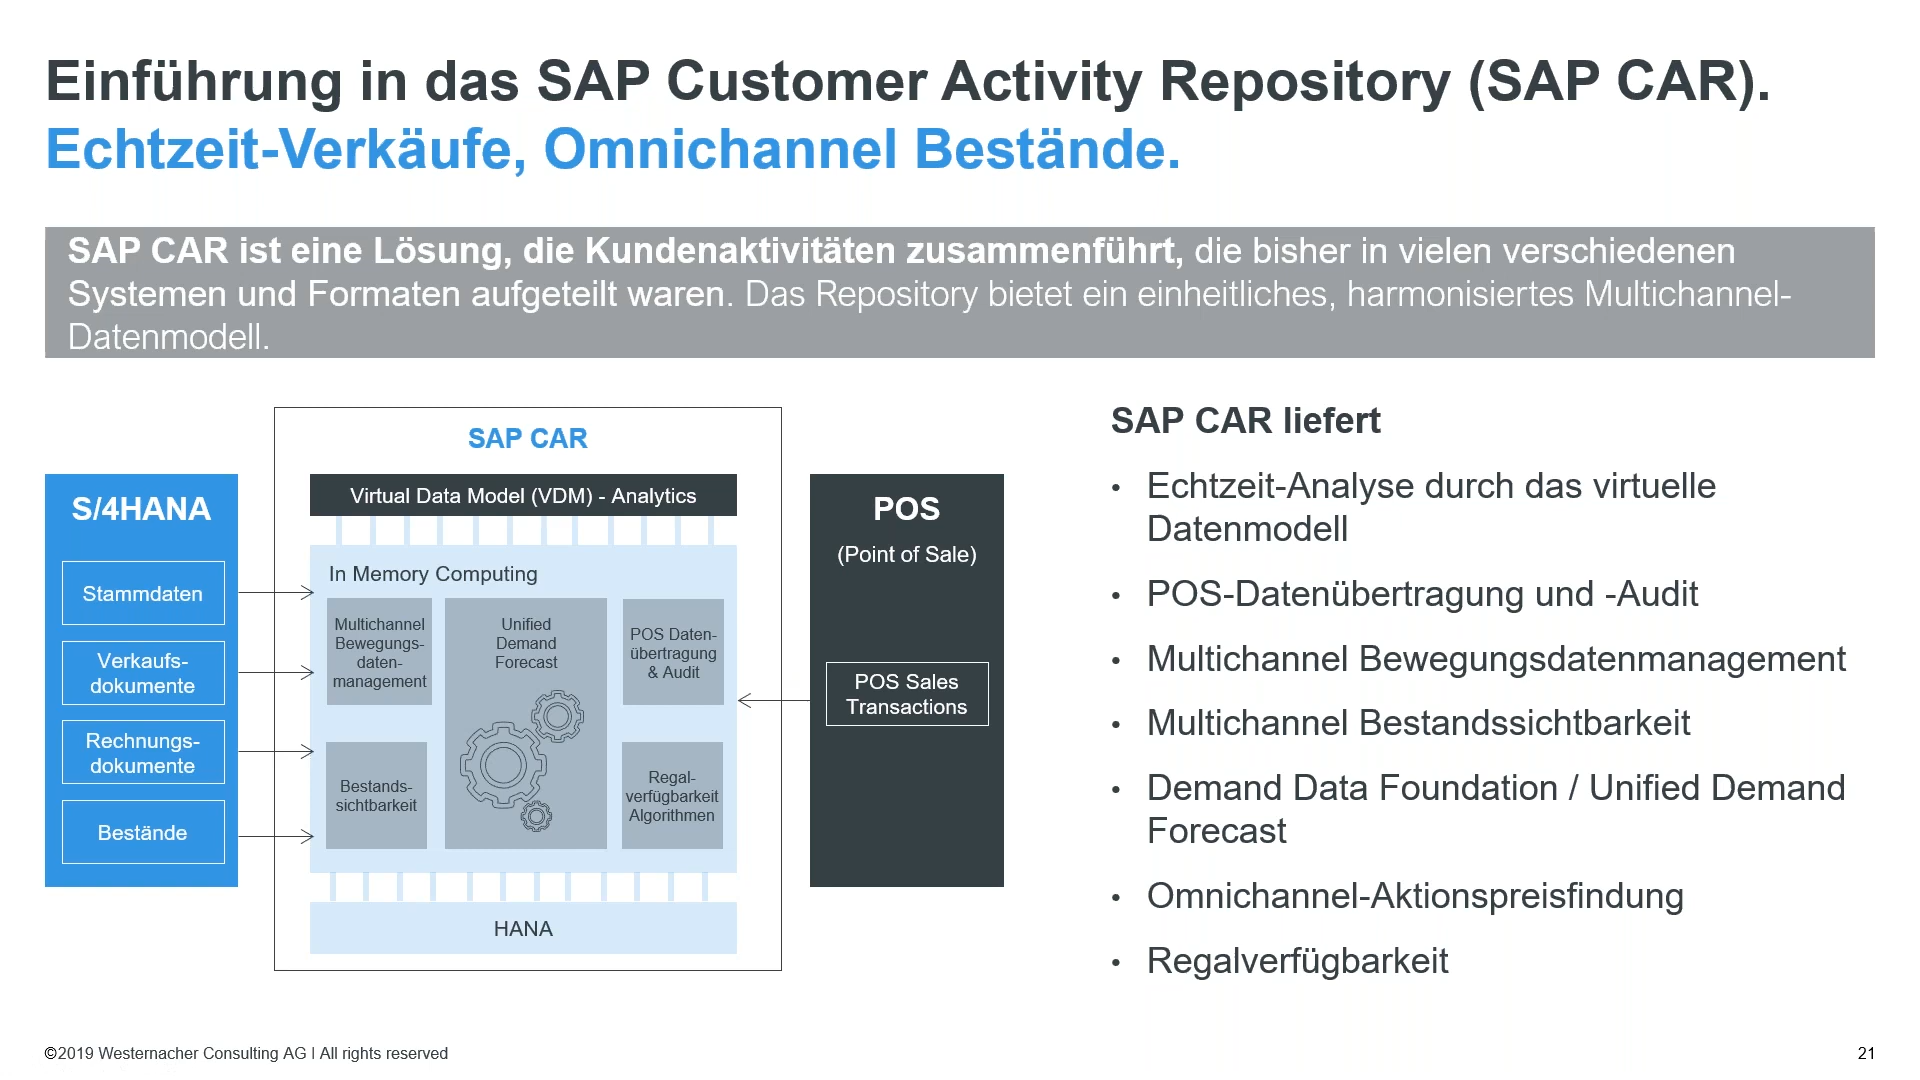 Einführung in das SAP Customer Activity Repository (SAP CAR).
Echtzeit-Verkäufe, Omnichannel Bestände.
SAP CAR ist eine Lösung, die Kundenaktivitäten zusammenführt, die bisher in vielen verschiedenen
Systemen und Formaten aufgeteilt waren. Das Repository bietet ein einheitliches, harmonisiertes Multichannel-
Datenmodell.
S/4HANA
Stammdaten
Verkaufs-
dokumente
Rechnungs-
dokumente
Bestände
SAP CAR
Virtual Data Model (VDM) - Analytics
In Memory Computing
Multichannel
Bewegungs-
daten-
management
Unified
Demand
Forecast
POS Daten-
übertragung
& Audit
Bestands-
sichtbarkeit
Regal-
verfügbarkeit
Algorithmen
HANA
POS
(Point of Sale)
POS Sales
Transactions
SAP CAR liefert
• Echtzeit-Analyse durch das virtuelle
Datenmodell
• POS-Datenübertragung und -Audit
• Multichannel Bewegungsdatenmanagement
• Multichannel Bestandssichtbarkeit
• Demand Data Foundation / Unified Demand
Forecast
• Omnichannel-Aktionspreisfindung
• Regalverfügbarkeit
©2019 Westernacher Consulting AG I All rights reserved
21